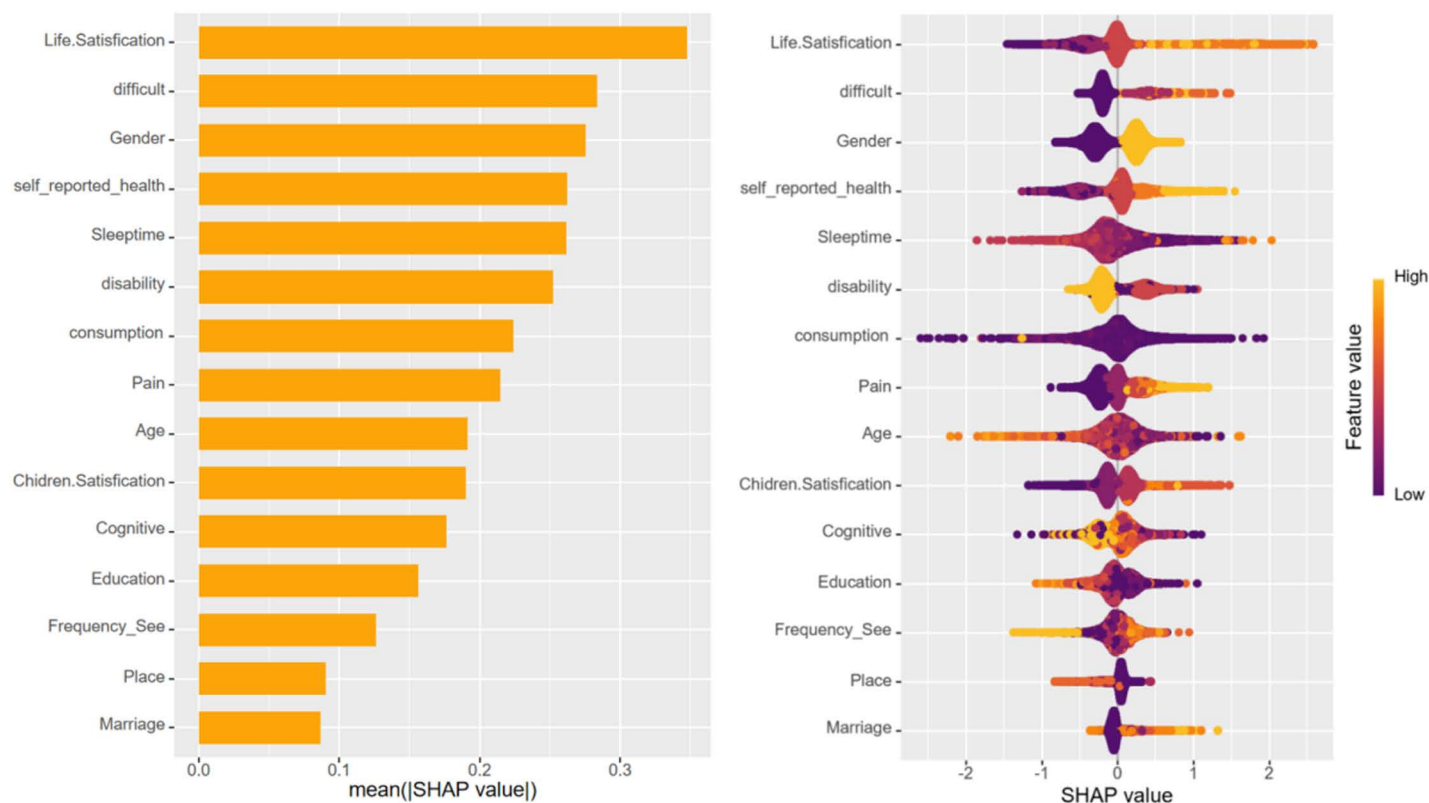 Life.Satisfication
difficult
Gender
self_reported_health
Sleeptime
disability
consumption
Pain
Age
Chidren.Satisfication
Cognitive
Education
Frequency_See
Place
Marriage
0.0 0.1 0.2 0.3
mean(|SHAP value|)
Life.Satisfication
difficult
Gender
self_reported_health
Sleeptime
disability
consumption
Pain
Age
Chidren.Satisfication
Cognitive
Education
Frequency_See
Place
Marriage
-2 -1 0 1 2
SHAP value
High
Feature value
Low